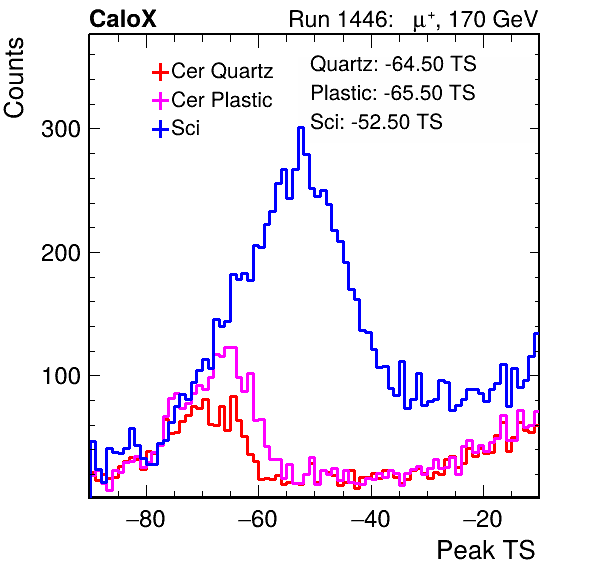 CaloX
Run 1446: μ⁺, 170 GeV
Counts
Cer Quartz
Cer Plastic
Sci
Quartz: -64.50 TS
Plastic: -65.50 TS
Sci: -52.50 TS
300
200
100
−80 −60 −40 −20
Peak TS